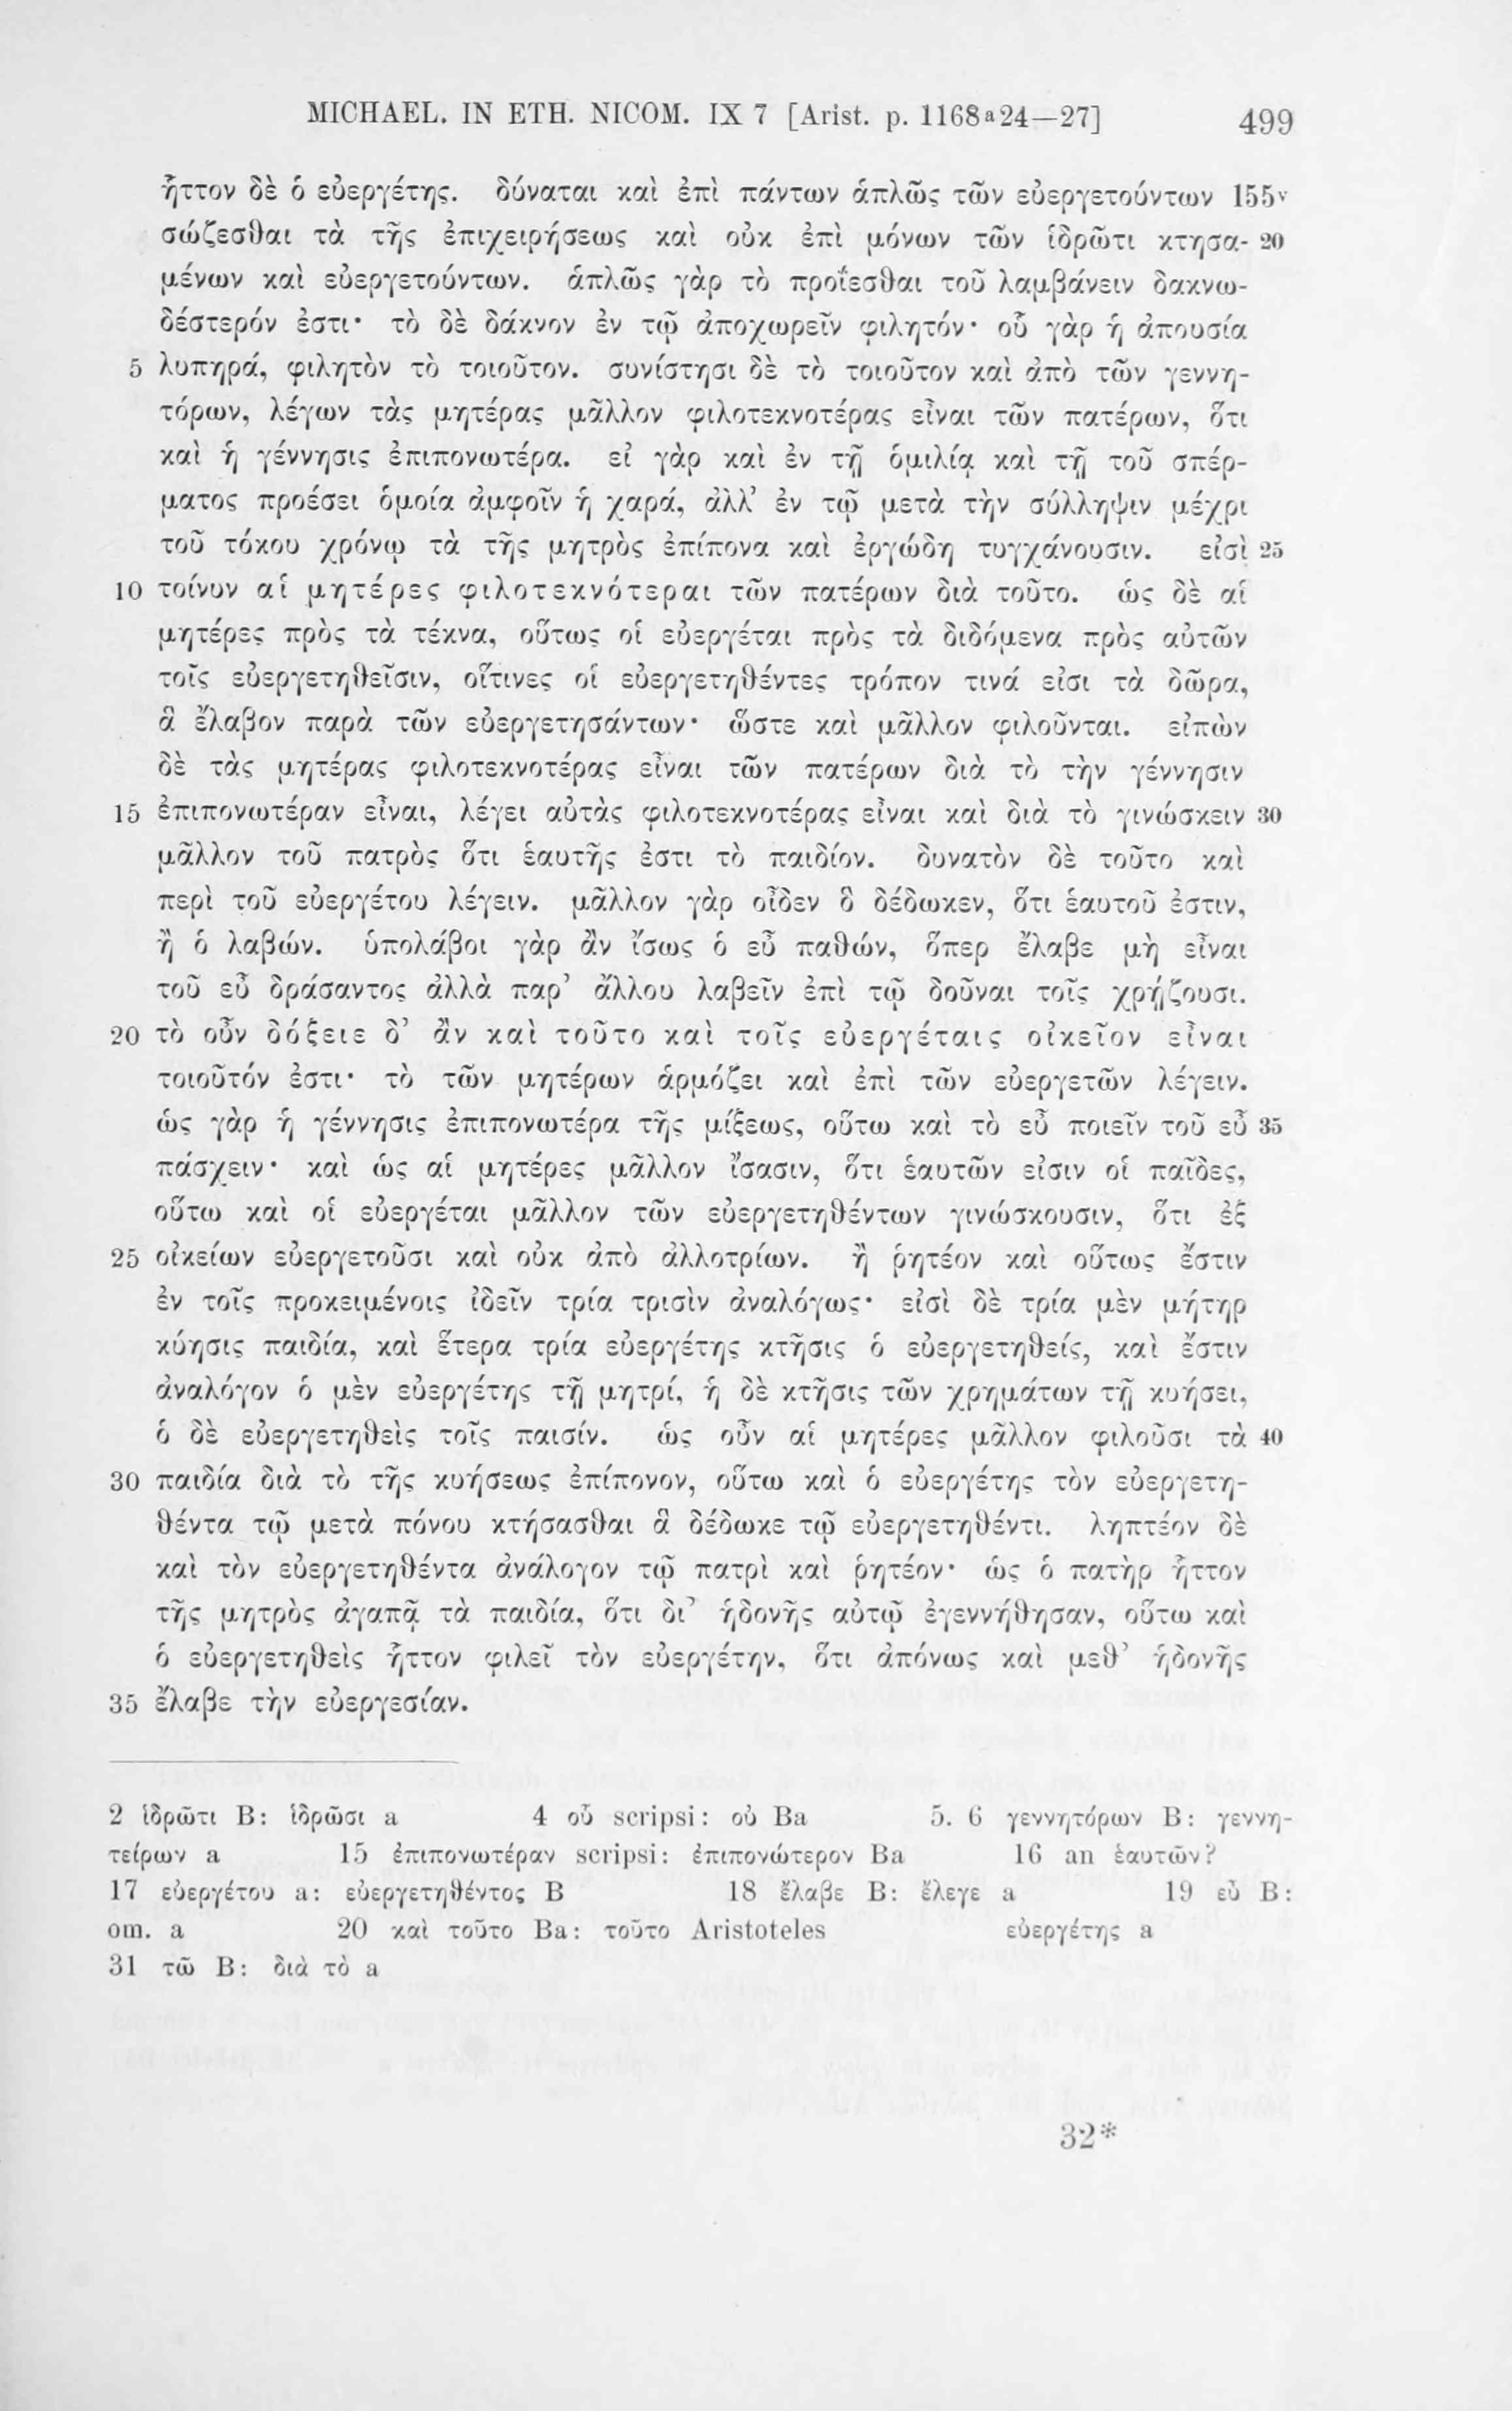 MICHAEL. IN ETH. NICOM. IX 7 [Arist. p. 1168a24—27] 499
ἧττον δὲ ὁ εὐεργέτης. δύναται καὶ ἐπὶ πάντων ἁπλῶς τῶν εὐεργετούντων 155v
σώζεσθαι τὰ τῆς ἐπιχειρήσεως καὶ οὐκ ἐπὶ μόνων τῶν ἱδρῶτι κτησα- 20
μένων καὶ εὐεργετούντων. ἁπλῶς γὰρ τὸ προΐεσθαι τοῦ λαμβάνειν δακνω-
δέστερόν ἐστι· τὸ δὲ δάκνον ἐν τῷ ἀποχωρεῖν φιλητόν· οὗ γὰρ ἡ ἀπουσία
5 λυπηρά, φιλητὸν τὸ τοιοῦτον. συνίστησι δὲ τὸ τοιοῦτον καὶ ἀπὸ τῶν γεννη-
τόρων, λέγων τὰς μητέρας μᾶλλον φιλοτεκνοτέρας εἶναι τῶν πατέρων, ὅτι
καὶ ἡ γέννησις ἐπιπονωτέρα. εἰ γὰρ καὶ ἐν τῇ ὁμιλίᾳ καὶ τῇ τοῦ σπέρ-
ματος προέσει ὁμοία ἀμφοῖν ἡ χαρά, ἀλλ’ ἐν τῷ μετὰ τὴν σύλληψιν μέχρι
τοῦ τόκου χρόνῳ τὰ τῆς μητρὸς ἐπίπονα καὶ ἐργώδη τυγχάνουσιν. εἰσὶ 25
10 τοίνυν αἱ μητέρες φιλοτεκνότεραι τῶν πατέρων διὰ τοῦτο. ὡς δὲ αἱ
μητέρες πρὸς τὰ τέκνα, οὕτως οἱ εὐεργέται πρὸς τὰ διδόμενα πρὸς αὐτῶν
τοῖς εὐεργετηθεῖσιν, οἵτινες οἱ εὐεργετηθέντες τρόπον τινά εἰσι τὰ δῶρα,
ἃ ἔλαβον παρὰ τῶν εὐεργετησάντων· ὥστε καὶ μᾶλλον φιλοῦνται. εἰπὼν
δὲ τὰς μητέρας φιλοτεκνοτέρας εἶναι τῶν πατέρων διὰ τὸ τὴν γέννησιν
15 ἐπιπονωτέραν εἶναι, λέγει αὐτὰς φιλοτεκνοτέρας εἶναι καὶ διὰ τὸ γινώσκειν 30
μᾶλλον τοῦ πατρὸς ὅτι ἑαυτῆς ἐστι τὸ παιδίον. δυνατὸν δὲ τοῦτο καὶ
περὶ τοῦ εὐεργέτου λέγειν. μᾶλλον γὰρ οἶδεν ὃ δέδωκεν, ὅτι ἑαυτοῦ ἐστιν,
ἢ ὁ λαβών. ὑπολάβοι γὰρ ἂν ἴσως ὁ εὖ παθών, ὅπερ ἔλαβε μὴ εἶναι
τοῦ εὖ δράσαντος ἀλλὰ παρ’ ἄλλου λαβεῖν ἐπὶ τῷ δοῦναι τοῖς χρῄζουσι.
20 τὸ οὖν δόξειε δ’ ἂν καὶ τοῦτο καὶ τοῖς εὐεργέταις οἰκεῖον εἶναι
τοιοῦτόν ἐστι· τὸ τῶν μητέρων ἁρμόζει καὶ ἐπὶ τῶν εὐεργετῶν λέγειν.
ὡς γὰρ ἡ γέννησις ἐπιπονωτέρα τῆς μίξεως, οὕτω καὶ τὸ εὖ ποιεῖν τοῦ εὖ 35
πάσχειν· καὶ ὡς αἱ μητέρες μᾶλλον ἴσασιν, ὅτι ἑαυτῶν εἰσιν οἱ παῖδες,
οὕτω καὶ οἱ εὐεργέται μᾶλλον τῶν εὐεργετηθέντων γινώσκουσιν, ὅτι ἐξ
25 οἰκείων εὐεργετοῦσι καὶ οὐκ ἀπὸ ἀλλοτρίων. ἢ ῥητέον καὶ οὕτως ἔστιν
ἐν τοῖς προκειμένοις ἰδεῖν τρία τρισὶν ἀναλόγως· εἰσὶ δὲ τρία μὲν μήτηρ
κύησις παιδία, καὶ ἕτερα τρία εὐεργέτης κτῆσις ὁ εὐεργετηθείς, καὶ ἔστιν
ἀναλόγον ὁ μὲν εὐεργέτης τῇ μητρί, ἡ δὲ κτῆσις τῶν χρημάτων τῇ κυήσει,
ὁ δὲ εὐεργετηθεὶς τοῖς παισίν. ὡς οὖν αἱ μητέρες μᾶλλον φιλοῦσι τὰ 40
30 παιδία διὰ τὸ τῆς κυήσεως ἐπίπονον, οὕτω καὶ ὁ εὐεργέτης τὸν εὐεργετη-
θέντα τῷ μετὰ πόνου κτήσασθαι ἃ δέδωκε τῷ εὐεργετηθέντι. ληπτέον δὲ
καὶ τὸν εὐεργετηθέντα ἀνάλογον τῷ πατρὶ καὶ ῥητέον· ὡς ὁ πατὴρ ἧττον
τῆς μητρὸς ἀγαπᾷ τὰ παιδία, ὅτι δι’ ἡδονῆς αὐτῷ ἐγεννήθησαν, οὕτω καὶ
ὁ εὐεργετηθεὶς ἧττον φιλεῖ τὸν εὐεργέτην, ὅτι ἀπόνως καὶ μεθ’ ἡδονῆς
35 ἔλαβε τὴν εὐεργεσίαν.
2 ἱδρῶτι B: ἱδρῶσι a 4 οὗ scripsi: οὐ Ba 5. 6 γεννητόρων B: γεννη-
τείρων a 15 ἐπιπονωτέραν scripsi: ἐπιπονώτερον Ba 16 an ἑαυτῶν?
17 εὐεργέτου a: εὐεργετηθέντος B 18 ἔλαβε B: ἔλεγε a 19 εὖ B:
om. a 20 καὶ τοῦτο Ba: τοῦτο Aristoteles εὐεργέτης a
31 τῶ B: διὰ τὸ a
32*